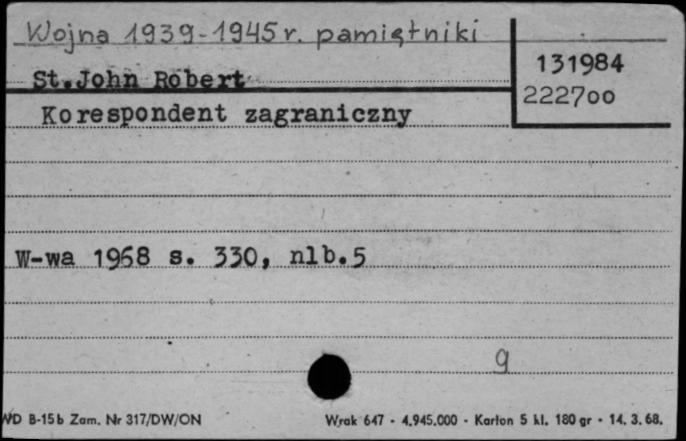 Wojna 1939-1945 r. pamiętniki
131984
St.John Robert
222700
Korespondent zagraniczny
W-wa 1968 s. 330, nlb.5
9
WD B-15b Zam. Nr 317/DW/ON Wrak 647 - 4.945.000 - Karton 5 kl. 180 gr - 14. 3. 68.